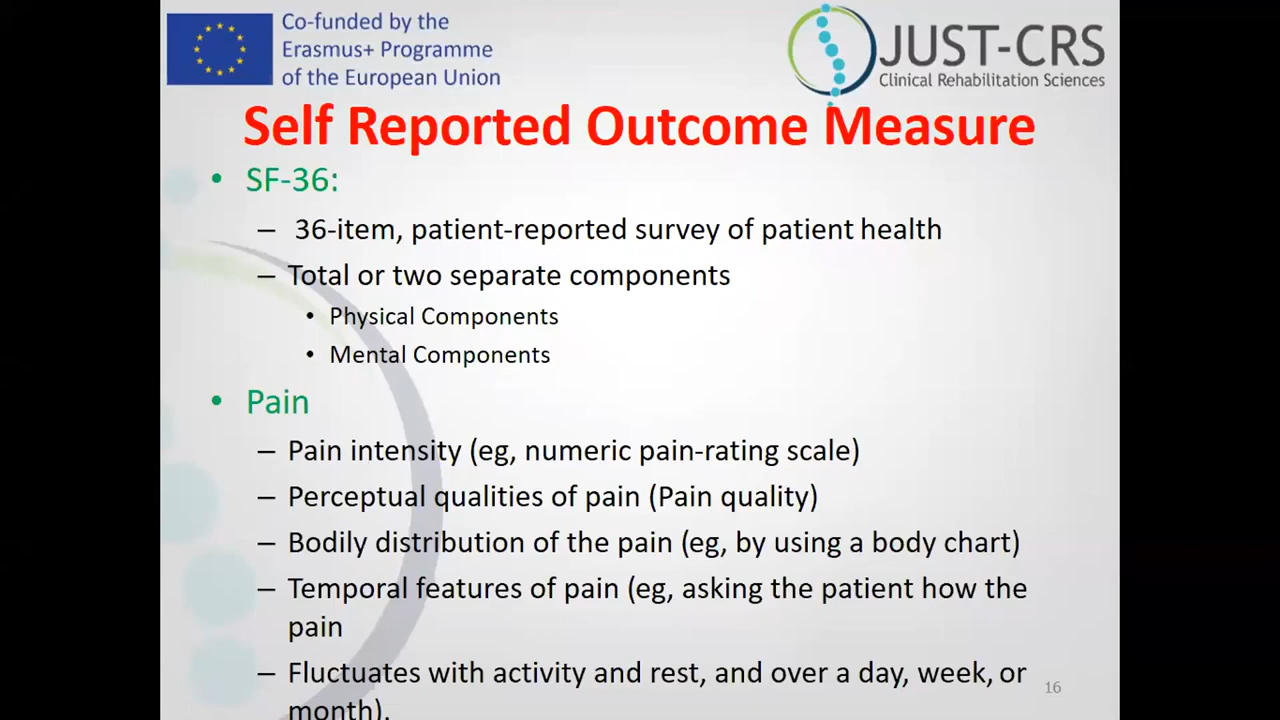 Co-funded by the
Erasmus+ Programme
of the European Union
JUST-CRS
Clinical Rehabilitation Sciences
Self Reported Outcome Measure
• SF-36:
– 36-item, patient-reported survey of patient health
– Total or two separate components
• Physical Components
• Mental Components
• Pain
– Pain intensity (eg, numeric pain-rating scale)
– Perceptual qualities of pain (Pain quality)
– Bodily distribution of the pain (eg, by using a body chart)
– Temporal features of pain (eg, asking the patient how the
pain
– Fluctuates with activity and rest, and over a day, week, or
month).
16